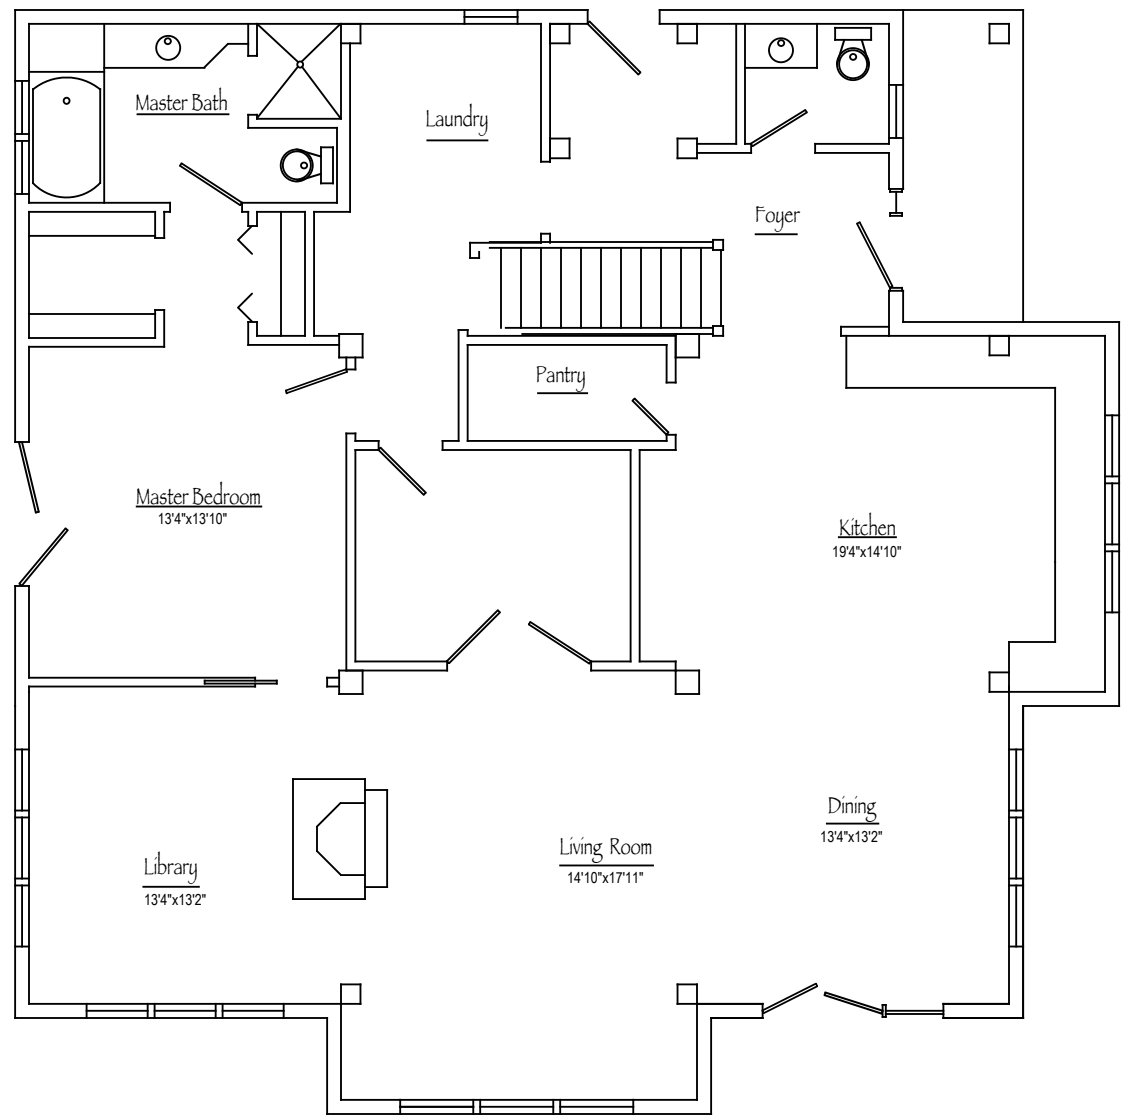 Master Bath
Laundry
Foyer
Pantry
Master Bedroom
13'4"x13'10"
Kitchen
19'4"x14'10"
Dining
13'4"x13'2"
Living Room
14'10"x17'11"
Library
13'4"x13'2"